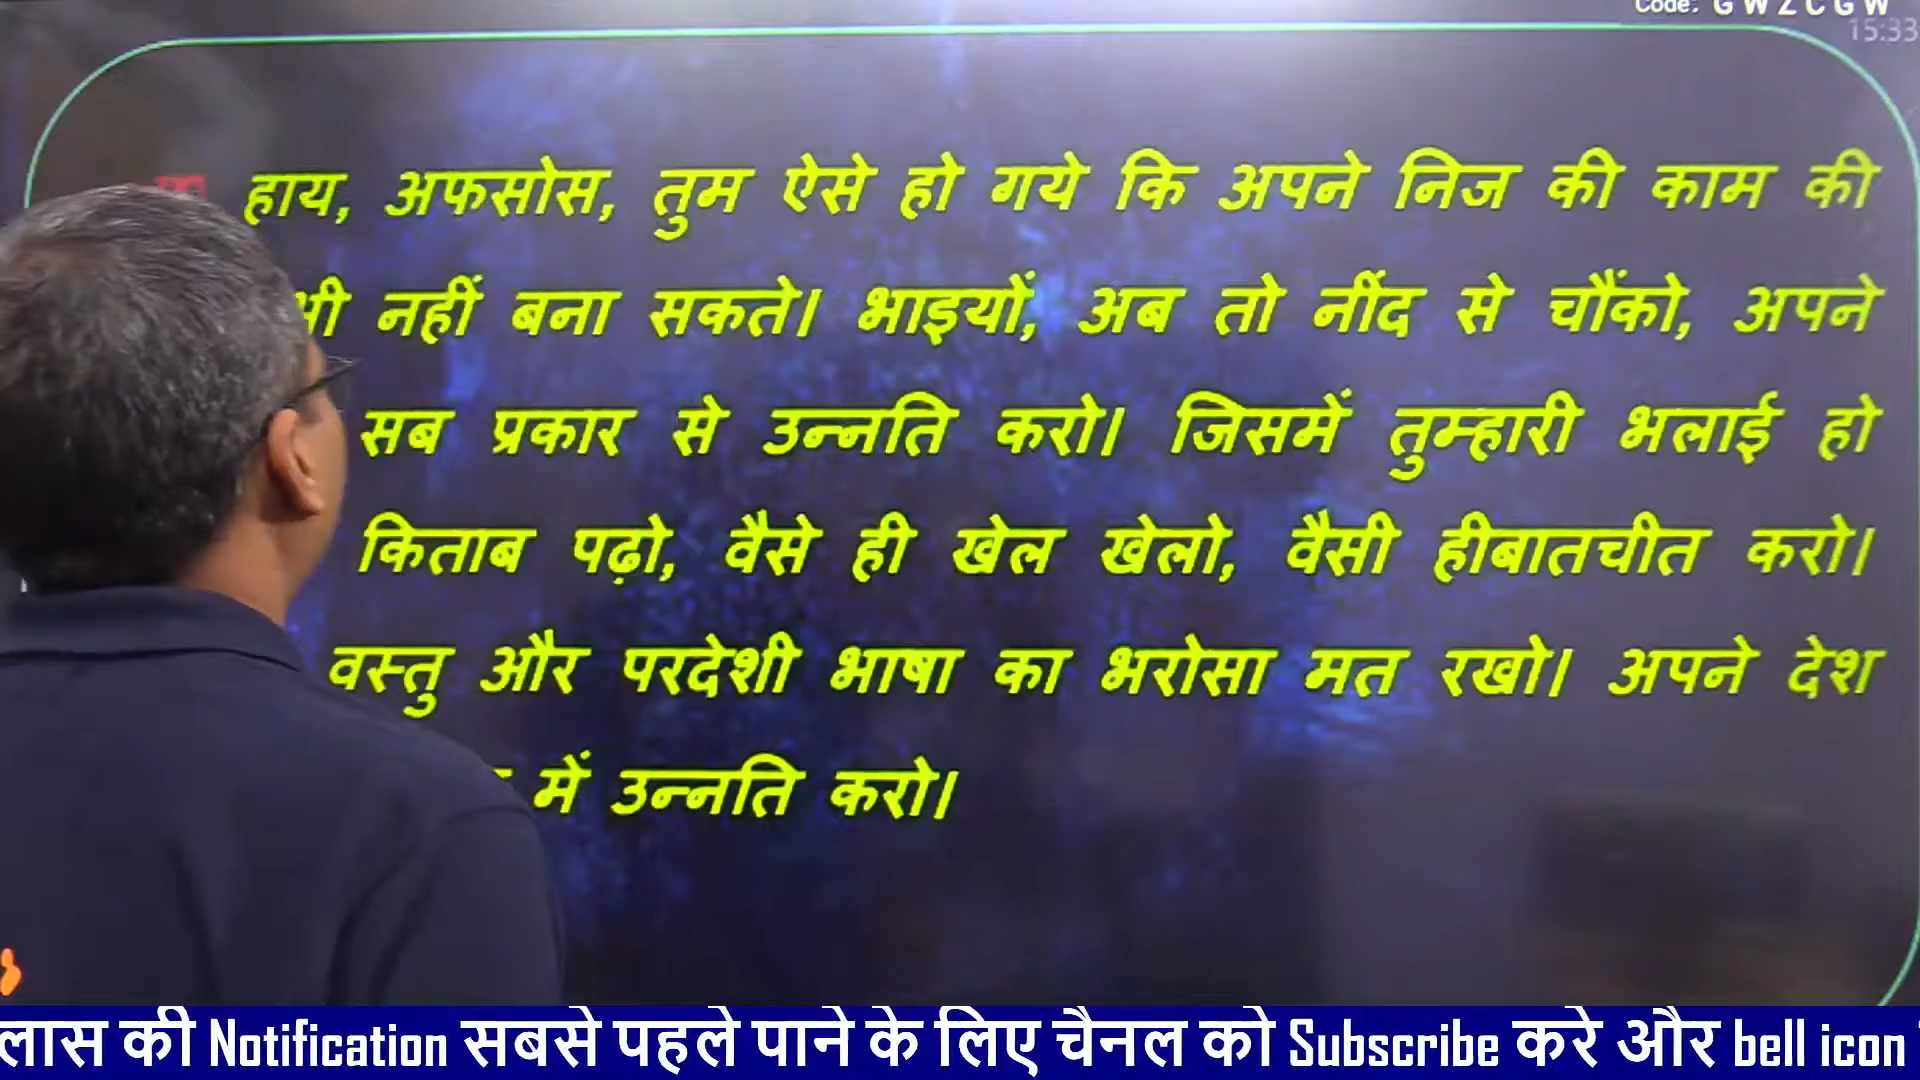 Code: G W Z C G W
15:33
हाय, अफसोस, तुम ऐसे हो गये कि अपने निज की काम की
भी नहीं बना सकते। भाइयों, अब तो नींद से चौंको, अपने
सब प्रकार से उन्नति करो। जिसमें तुम्हारी भलाई हो
किताब पढ़ो, वैसे ही खेल खेलो, वैसी हीबातचीत करो।
वस्तु और परदेशी भाषा का भरोसा मत रखो। अपने देश
में उन्नति करो।
लास की Notification सबसे पहले पाने के लिए चैनल को Subscribe करे और bell icon